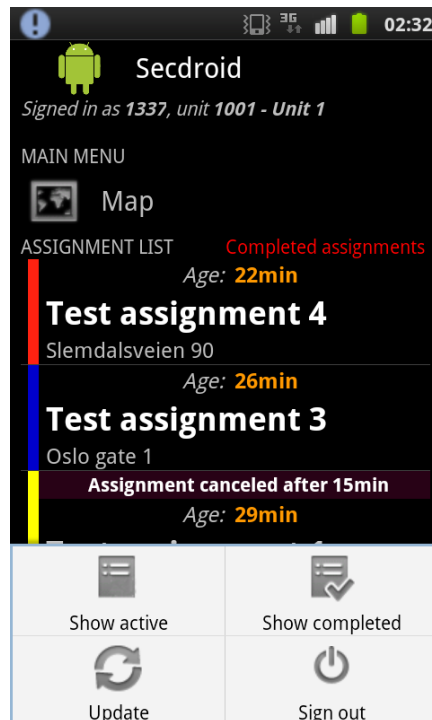 3G 02:32
Secdroid
Signed in as 1337, unit 1001 - Unit 1
MAIN MENU
Map
ASSIGNMENT LIST Completed assignments
Age: 22min
Test assignment 4
Slemdalsveien 90
Age: 26min
Test assignment 3
Oslo gate 1
Assignment canceled after 15min
Age: 29min
Show active Show completed
Update Sign out